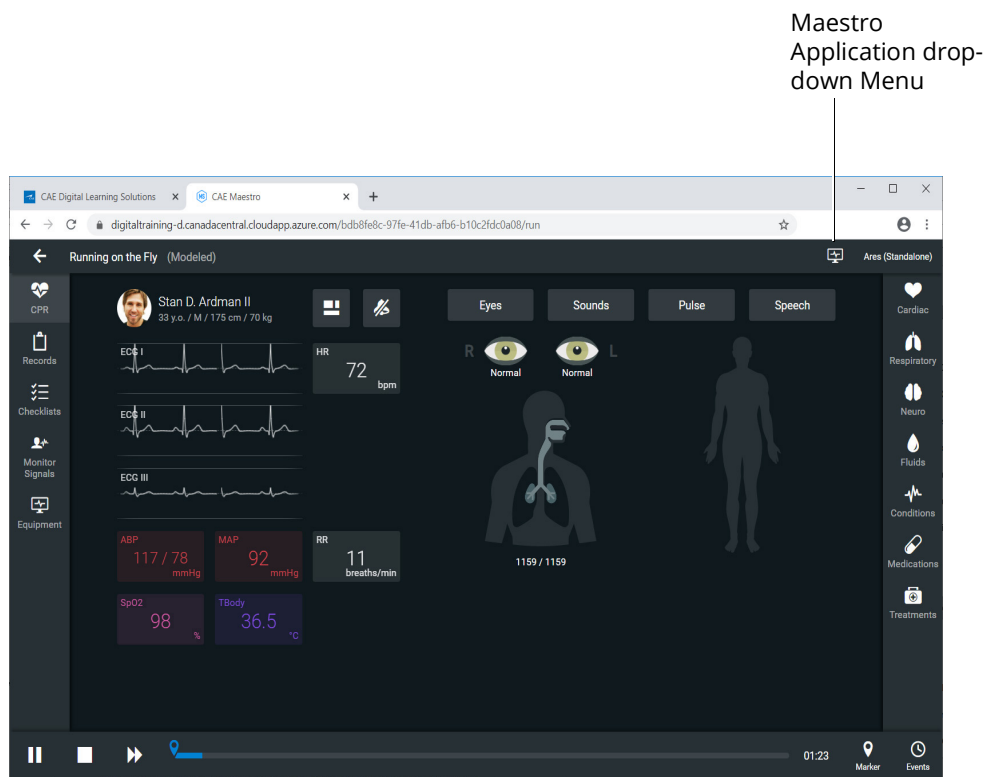 Maestro
Application drop-
down Menu
CAE Digital Learning Solutions
CAE Maestro
digitaltraining-d.canadacentral.cloudapp.azure.com/bdb8fe8c-97fe-41db-afb6-b10c2fdc0a08/run
Running on the Fly (Modeled)
Ares (Standalone)
CPR
Records
Checklists
Monitor
Signals
Equipment
Stan D. Ardman II
33 y.o. / M / 175 cm / 70 kg
ECG I
HR
72
bpm
ECG II
ECG III
ABP
117 / 78
mmHg
MAP
92
mmHg
RR
11
breaths/min
SpO2
98
%
TBody
36.5
°C
Eyes
Sounds
Pulse
Speech
R
L
Normal
Normal
1159 / 1159
Cardiac
Respiratory
Neuro
Fluids
Conditions
Medications
Treatments
01:23
Marker
Events